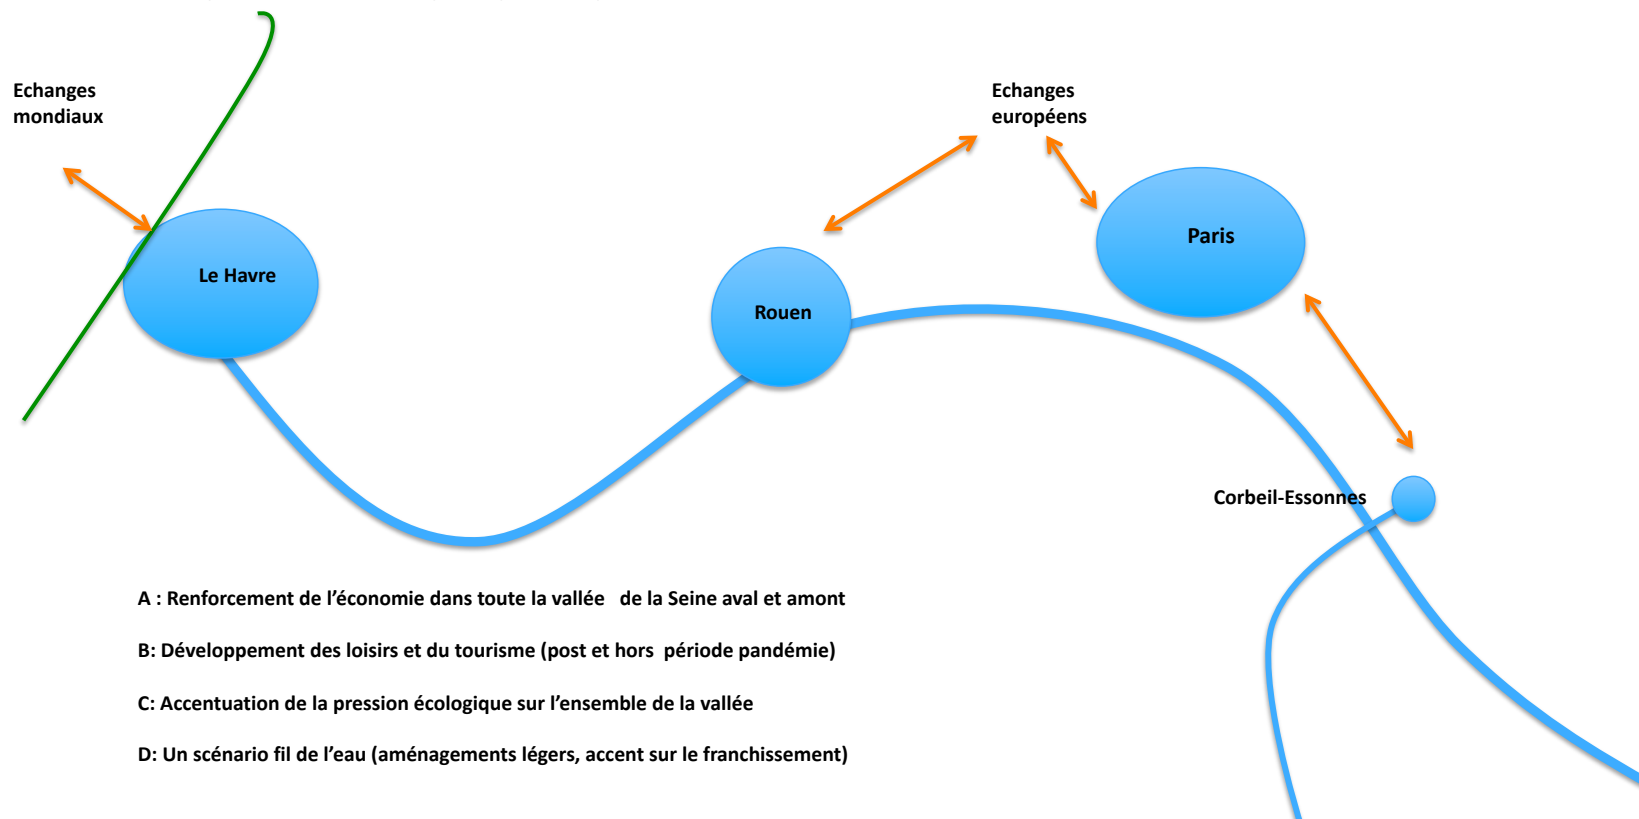 Echanges
mondiaux
Echanges
européens
Paris
Le Havre
Rouen
Corbeil-Essonnes
A : Renforcement de l’économie dans toute la vallée de la Seine aval et amont
B: Développement des loisirs et du tourisme (post et hors période pandémie)
C: Accentuation de la pression écologique sur l’ensemble de la vallée
D: Un scénario fil de l’eau (aménagements légers, accent sur le franchissement)